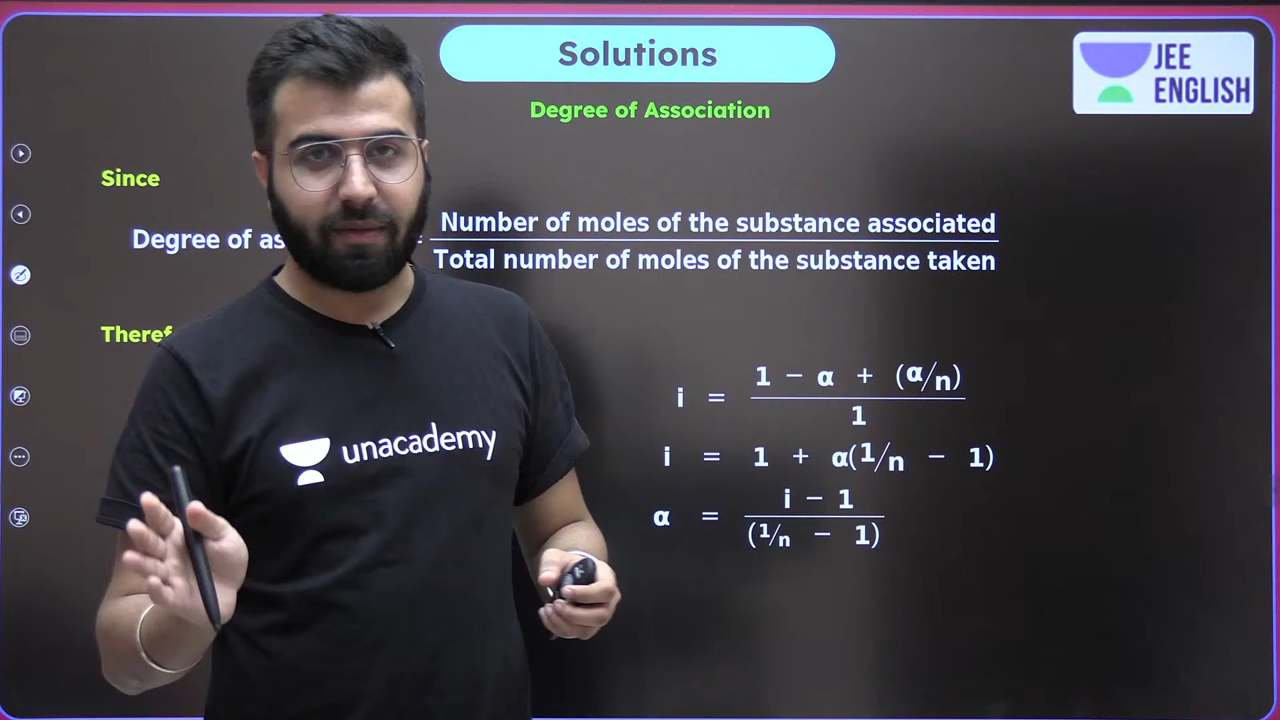 Solutions
JEE
ENGLISH
Degree of Association
Since
Degree of as
Number of moles of the substance associated
Total number of moles of the substance taken
Theref
i = 1 − α + (α/n)
1
i = 1 + α(1/n − 1)
α = i − 1
(1/n − 1)
unacademy